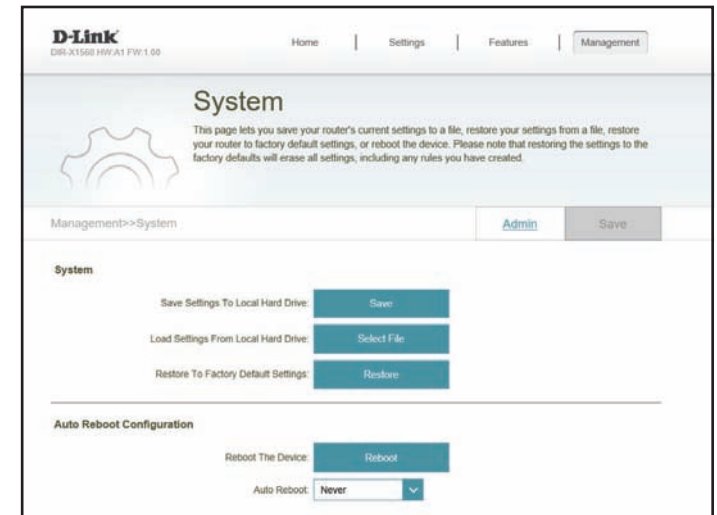 D-Link
DIR-X1560 HW:A1 FW:1.00
Home | Settings | Features | Management
System
This page lets you save your router's current settings to a file, restore your settings from a file, restore
your router to factory default settings, or reboot the device. Please note that restoring the settings to the
factory defaults will erase all settings, including any rules you have created.
Management>>System
Admin
Save
System
Save Settings To Local Hard Drive: Save
Load Settings From Local Hard Drive: Select File
Restore To Factory Default Settings: Restore
Auto Reboot Configuration
Reboot The Device: Reboot
Auto Reboot: Never